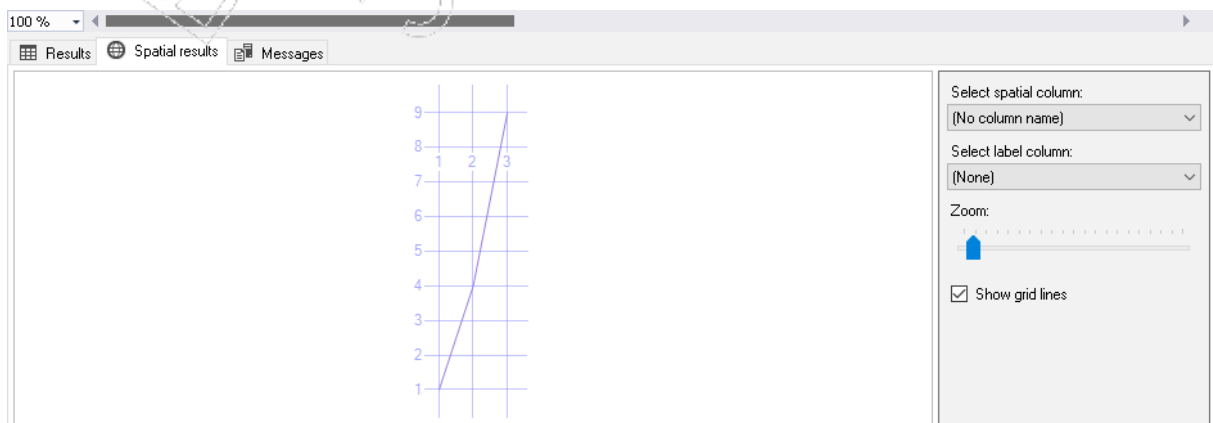 100 %
Results Spatial results Messages
Select spatial column:
(No column name)
Select label column:
(None)
Zoom:
Show grid lines
9
8
1 2 3
7
6
5
4
3
2
1